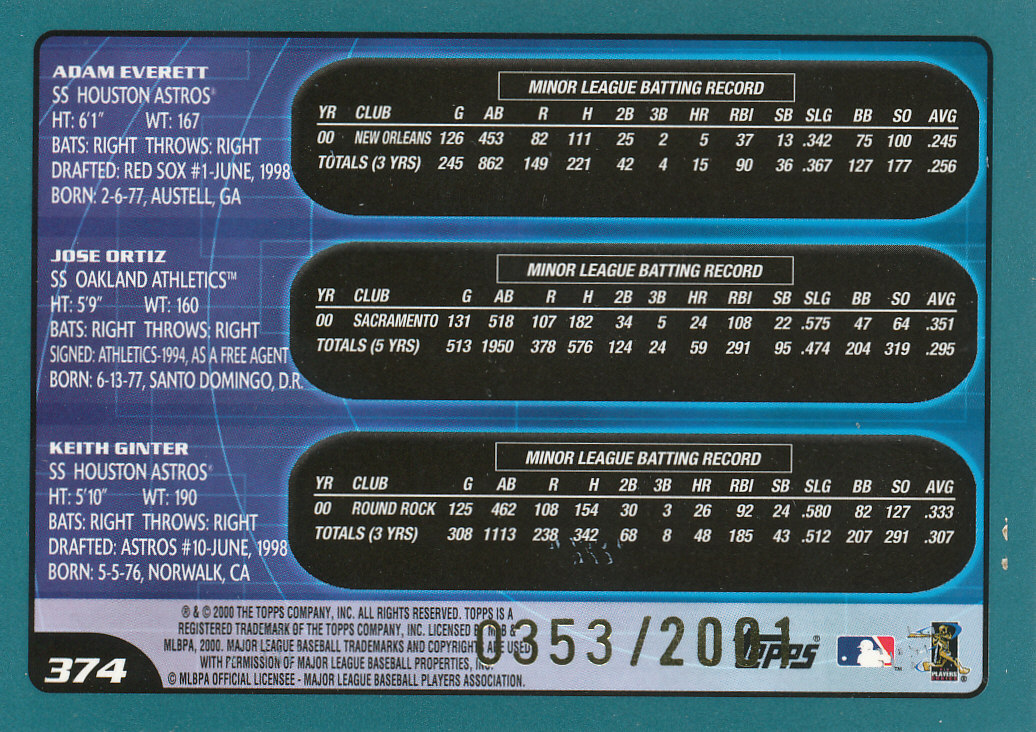 ADAM EVERETT
SS HOUSTON ASTROS®
HT: 6'1" WT: 167
BATS: RIGHT THROWS: RIGHT
DRAFTED: RED SOX #1-JUNE, 1998
BORN: 2-6-77, AUSTELL, GA
MINOR LEAGUE BATTING RECORD
YR CLUB G AB R H 2B 3B HR RBI SB SLG BB SO AVG
00 NEW ORLEANS 126 453 82 111 25 2 5 37 13 .342 75 100 .245
TOTALS (3 YRS) 245 862 149 221 42 4 15 90 36 .367 127 177 .256
JOSE ORTIZ
SS OAKLAND ATHLETICS™
HT: 5'9" WT: 160
BATS: RIGHT THROWS: RIGHT
SIGNED: ATHLETICS-1994, AS A FREE AGENT
BORN: 6-13-77, SANTO DOMINGO, D.R.
MINOR LEAGUE BATTING RECORD
YR CLUB G AB R H 2B 3B HR RBI SB SLG BB SO AVG
00 SACRAMENTO 131 518 107 182 34 5 24 108 22 .575 47 64 .351
TOTALS (5 YRS) 513 1950 378 576 124 24 59 291 95 .474 204 319 .295
KEITH GINTER
SS HOUSTON ASTROS®
HT: 5'10" WT: 190
BATS: RIGHT THROWS: RIGHT
DRAFTED: ASTROS #10-JUNE, 1998
BORN: 5-5-76, NORWALK, CA
MINOR LEAGUE BATTING RECORD
YR CLUB G AB R H 2B 3B HR RBI SB SLG BB SO AVG
00 ROUND ROCK 125 462 108 154 30 3 26 92 24 .580 82 127 .333
TOTALS (3 YRS) 308 1113 238 342 68 8 48 185 43 .512 207 291 .307
® & © 2000 THE TOPPS COMPANY, INC. ALL RIGHTS RESERVED. TOPPS IS A
REGISTERED TRADEMARK OF THE TOPPS COMPANY, INC. LICENSED BY MLB &
MLBPA, 2000. MAJOR LEAGUE BASEBALL TRADEMARKS AND COPYRIGHTS ARE USED
WITH PERMISSION OF MAJOR LEAGUE BASEBALL PROPERTIES, INC.
© MLBPA OFFICIAL LICENSEE - MAJOR LEAGUE BASEBALL PLAYERS ASSOCIATION.
374
0353/2001
TOPPS®
PLAYERS